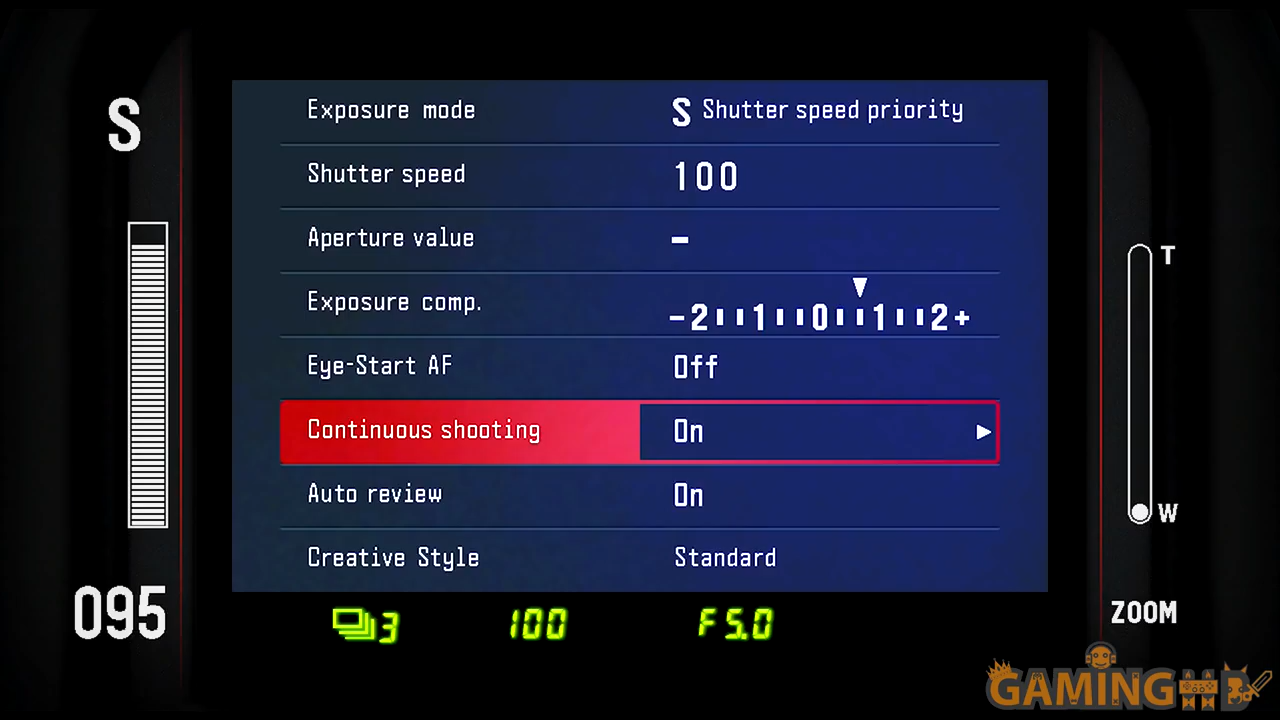 S
Exposure mode S Shutter speed priority
Shutter speed 100
Aperture value -
Exposure comp. -2 1 0 1 2+
Eye-Start AF Off
Continuous shooting On
Auto review On
Creative Style Standard
T
W
095
ZOOM
3 100 F5.0
GAMINGHD